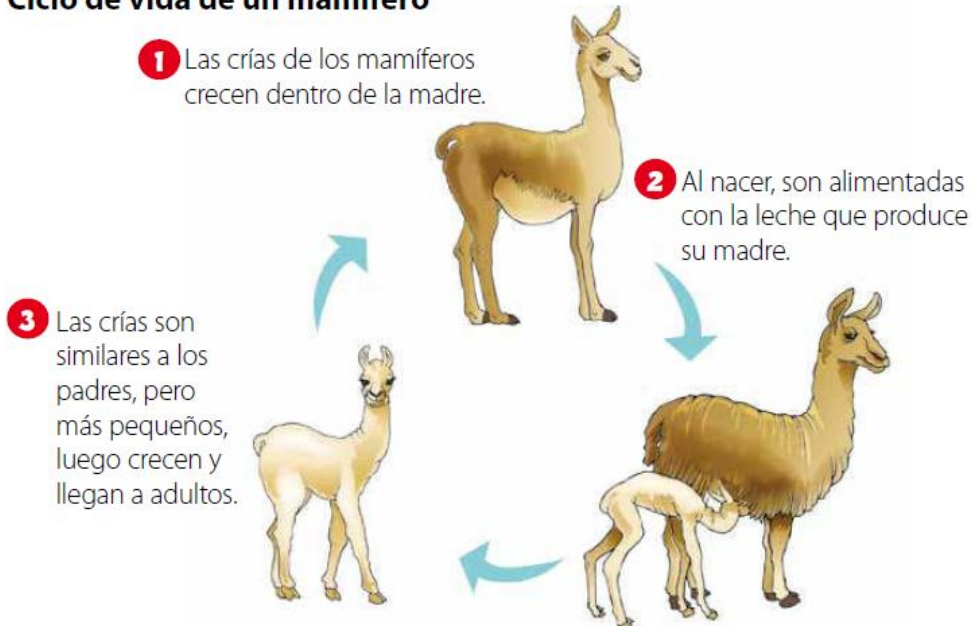 Ciclo de vida de un mamífero
1 Las crías de los mamíferos
crecen dentro de la madre.
2 Al nacer, son alimentadas
con la leche que produce
su madre.
3 Las crías son
similares a los
padres, pero
más pequeños,
luego crecen y
llegan a adultos.